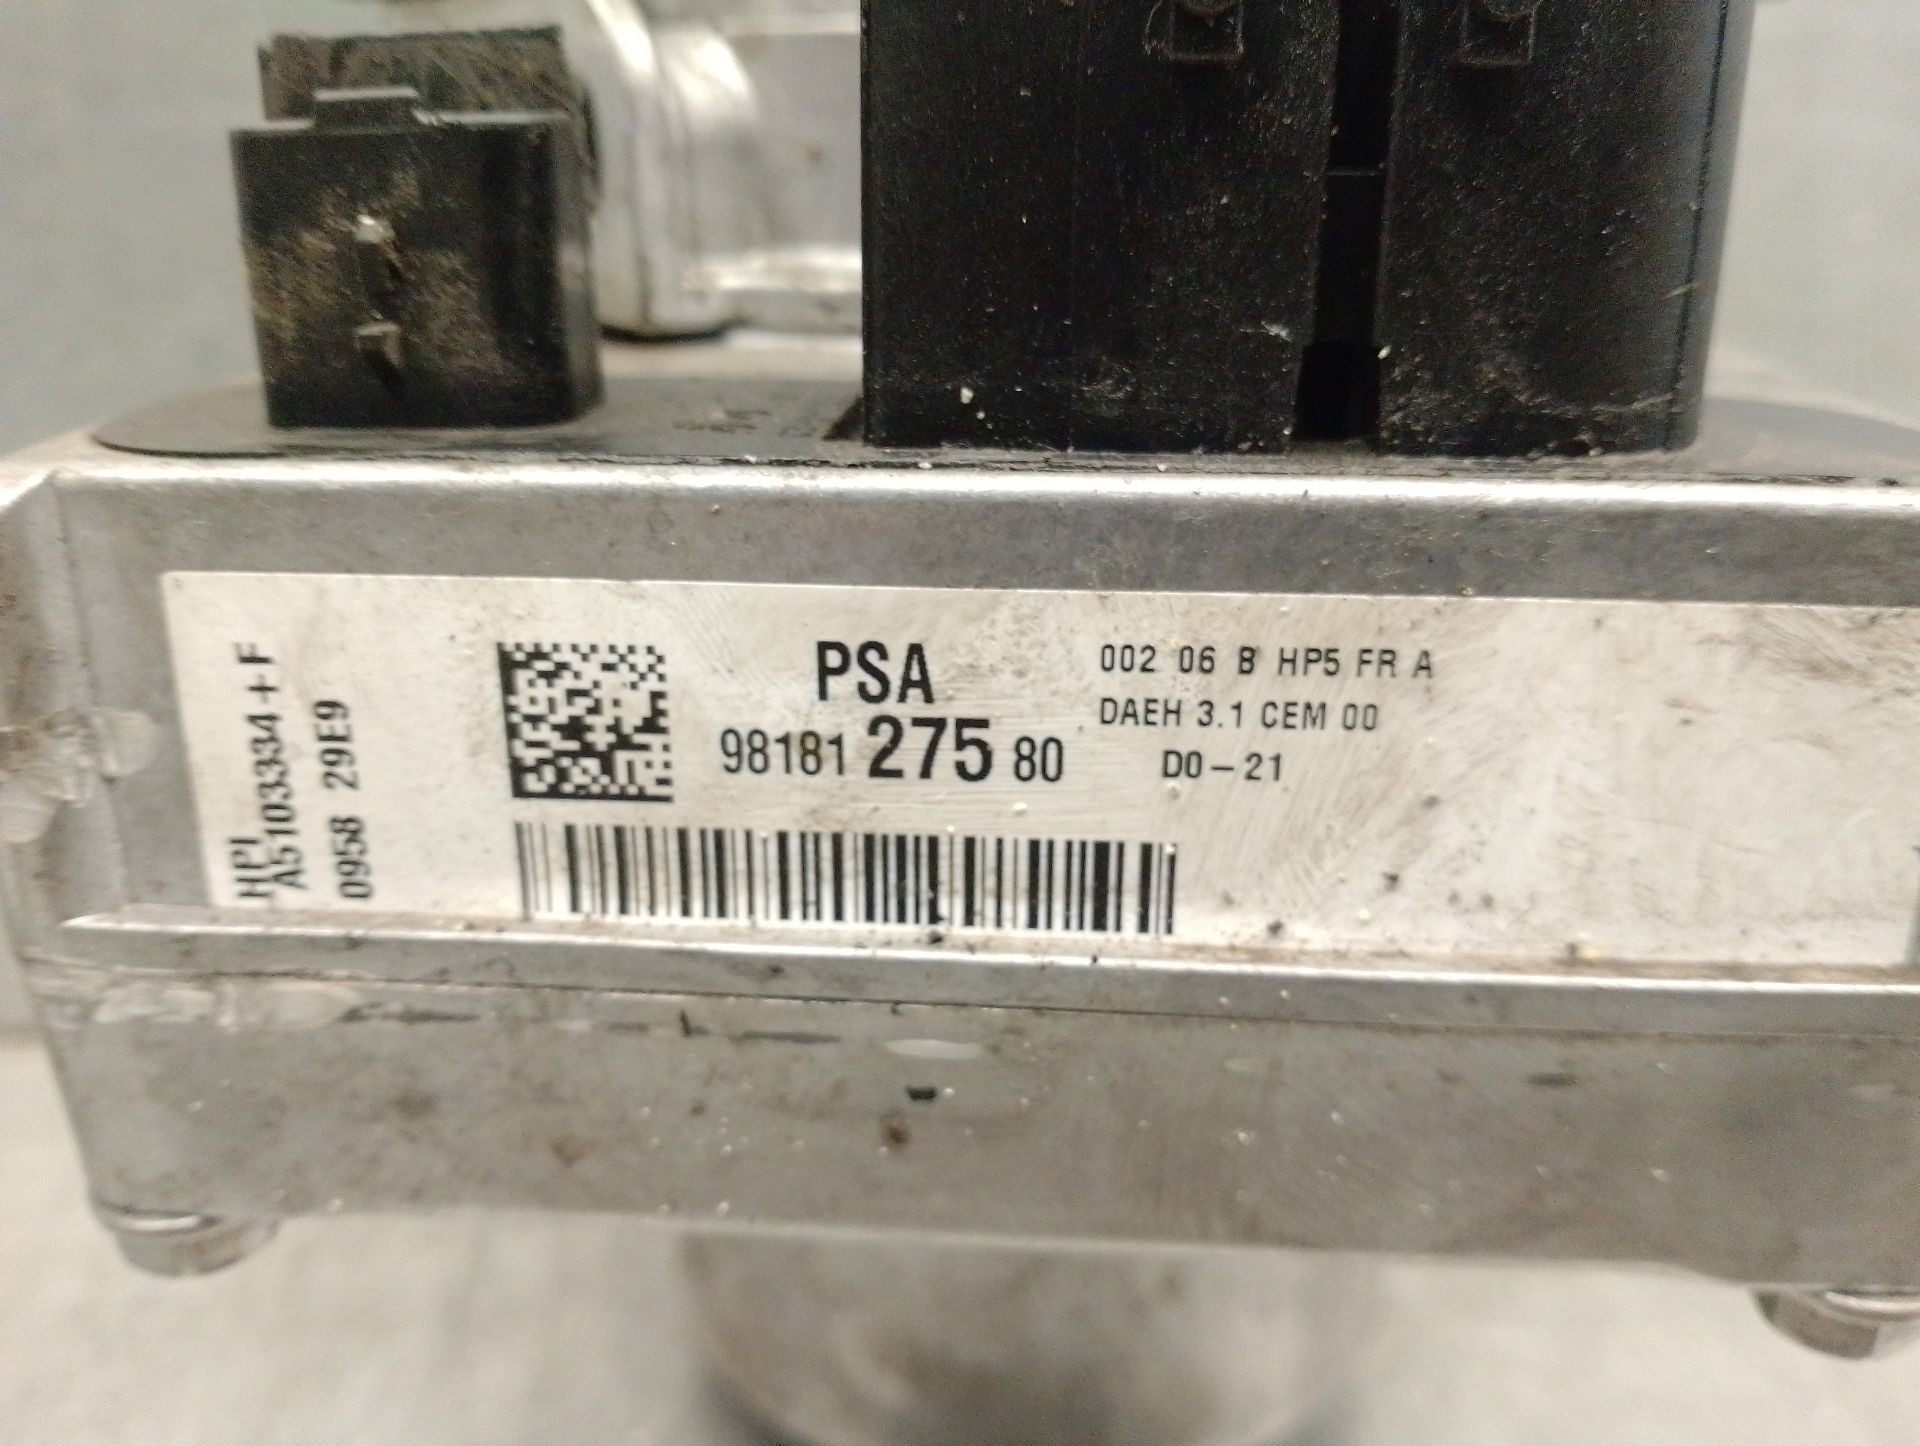 HPI
A5103334+F
0958 29E9
PSA
98181 275 80
002 06 B HP5 FR A
DAEH 3.1 CEM 00
D0-21